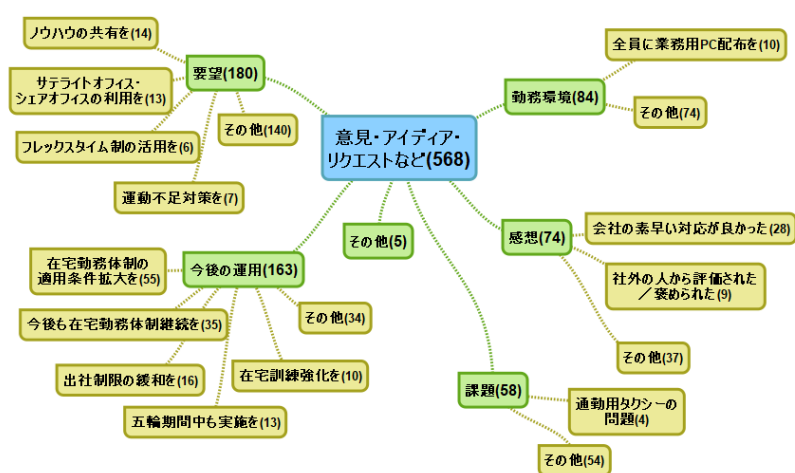 意見・アイディア・
リクエストなど(568)
要望(180)
ノウハウの共有を(14)
サテライトオフィス・
シェアオフィスの利用を(13)
フレックスタイム制の活用を(6)
運動不足対策を(7)
その他(140)
勤務環境(84)
全員に業務用PC配布を(10)
その他(74)
感想(74)
会社の素早い対応が良かった(28)
社外の人から評価された
／褒められた(9)
その他(37)
課題(58)
通勤用タクシーの
問題(4)
その他(54)
その他(5)
今後の運用(163)
在宅勤務体制の
適用条件拡大を(55)
今後も在宅勤務体制継続を(35)
出社制限の緩和を(16)
五輪期間中も実施を(13)
在宅訓練強化を(10)
その他(34)